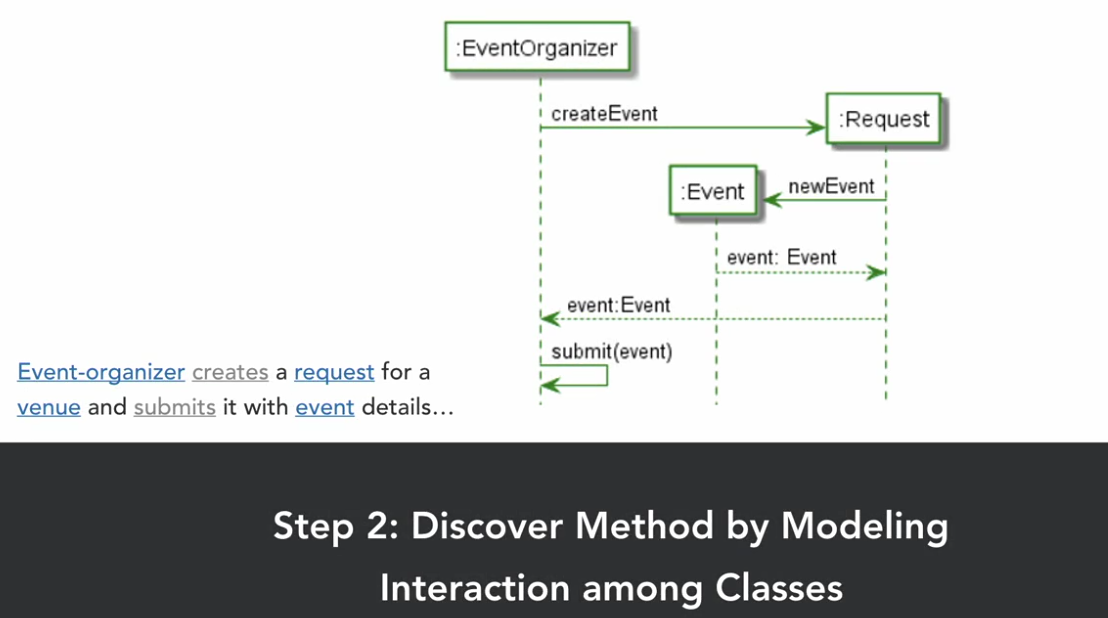 :EventOrganizer
createEvent
:Request
:Event
newEvent
event: Event
event:Event
submit(event)
Event-organizer creates a request for a
venue and submits it with event details...
Step 2: Discover Method by Modeling
Interaction among Classes